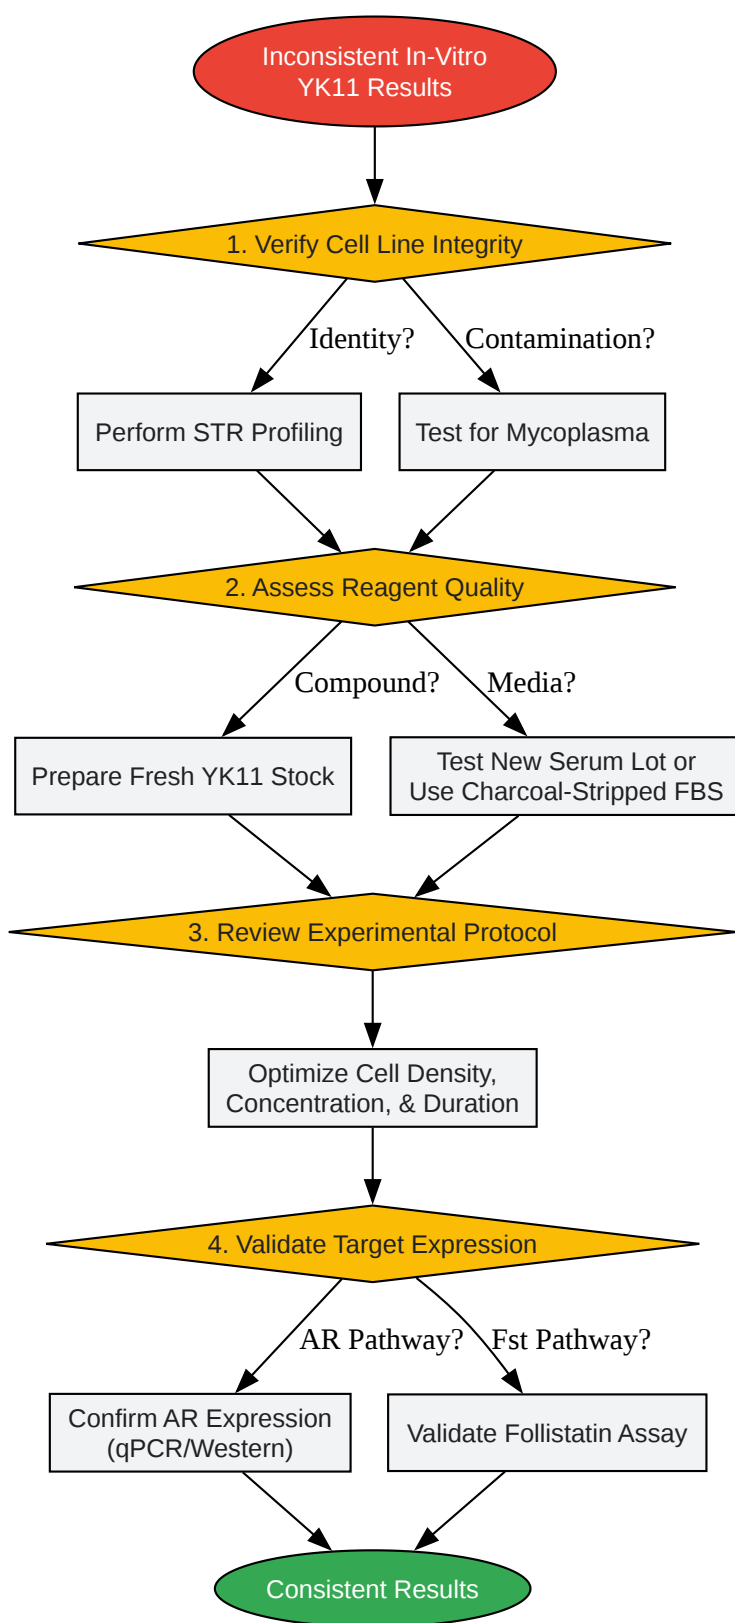 Inconsistent In-Vitro
YK11 Results
1. Verify Cell Line Integrity
Identity?
Contamination?
Perform STR Profiling
Test for Mycoplasma
2. Assess Reagent Quality
Compound?
Media?
Prepare Fresh YK11 Stock
Test New Serum Lot or
Use Charcoal-Stripped FBS
3. Review Experimental Protocol
Optimize Cell Density,
Concentration, & Duration
4. Validate Target Expression
AR Pathway?
Fst Pathway?
Confirm AR Expression
(qPCR/Western)
Validate Follistatin Assay
Consistent Results